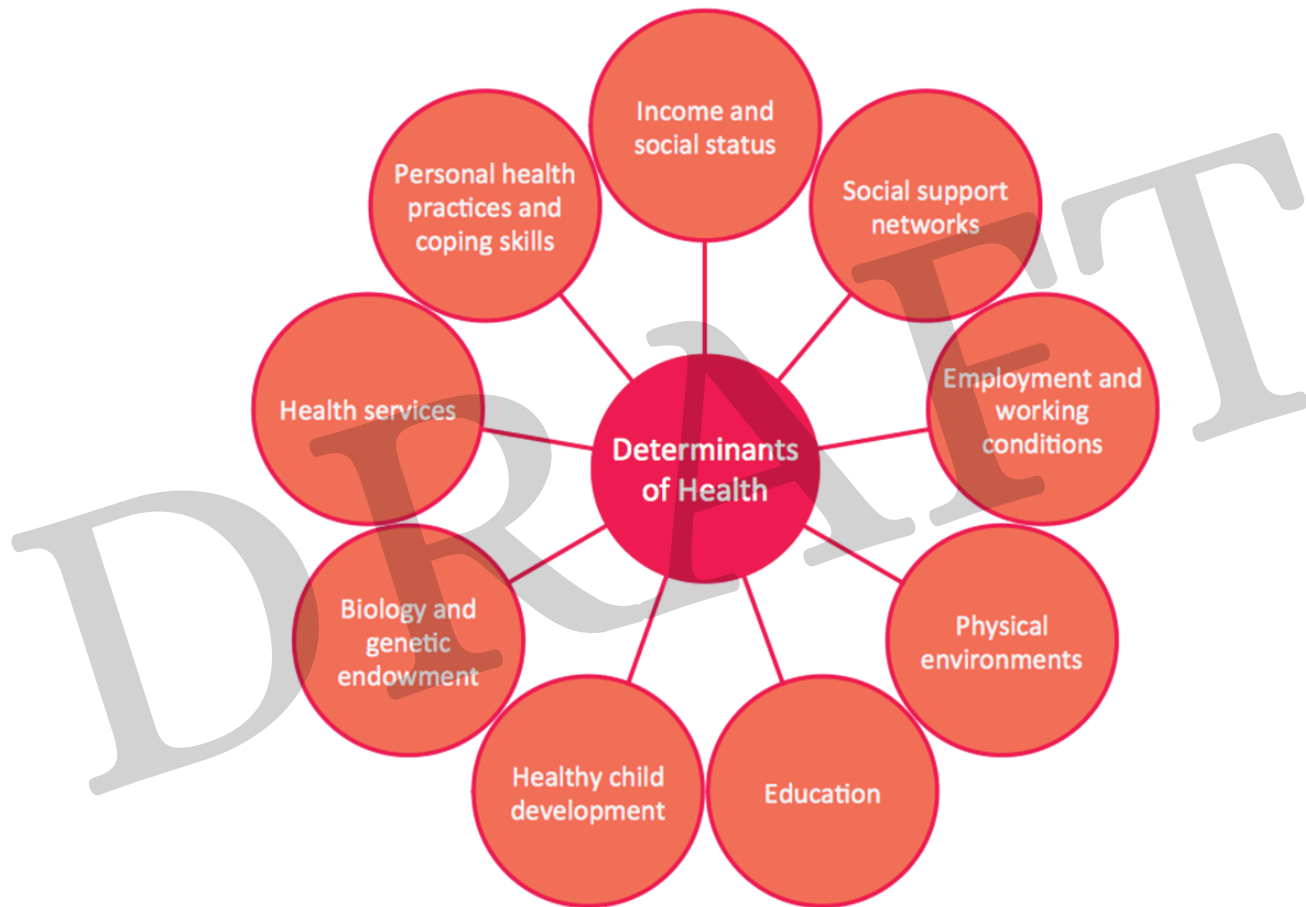 Income and
social status
Social support
networks
Employment and
working
conditions
Physical
environments
Education
Healthy child
development
Biology and
genetic
endowment
Health services
Personal health
practices and
coping skills
Determinants
of Health
DRAFT